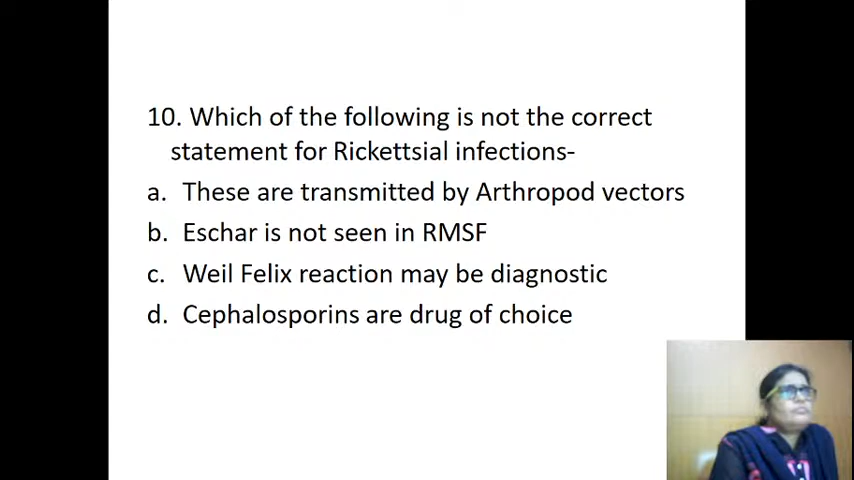 10. Which of the following is not the correct
statement for Rickettsial infections-
a. These are transmitted by Arthropod vectors
b. Eschar is not seen in RMSF
c. Weil Felix reaction may be diagnostic
d. Cephalosporins are drug of choice